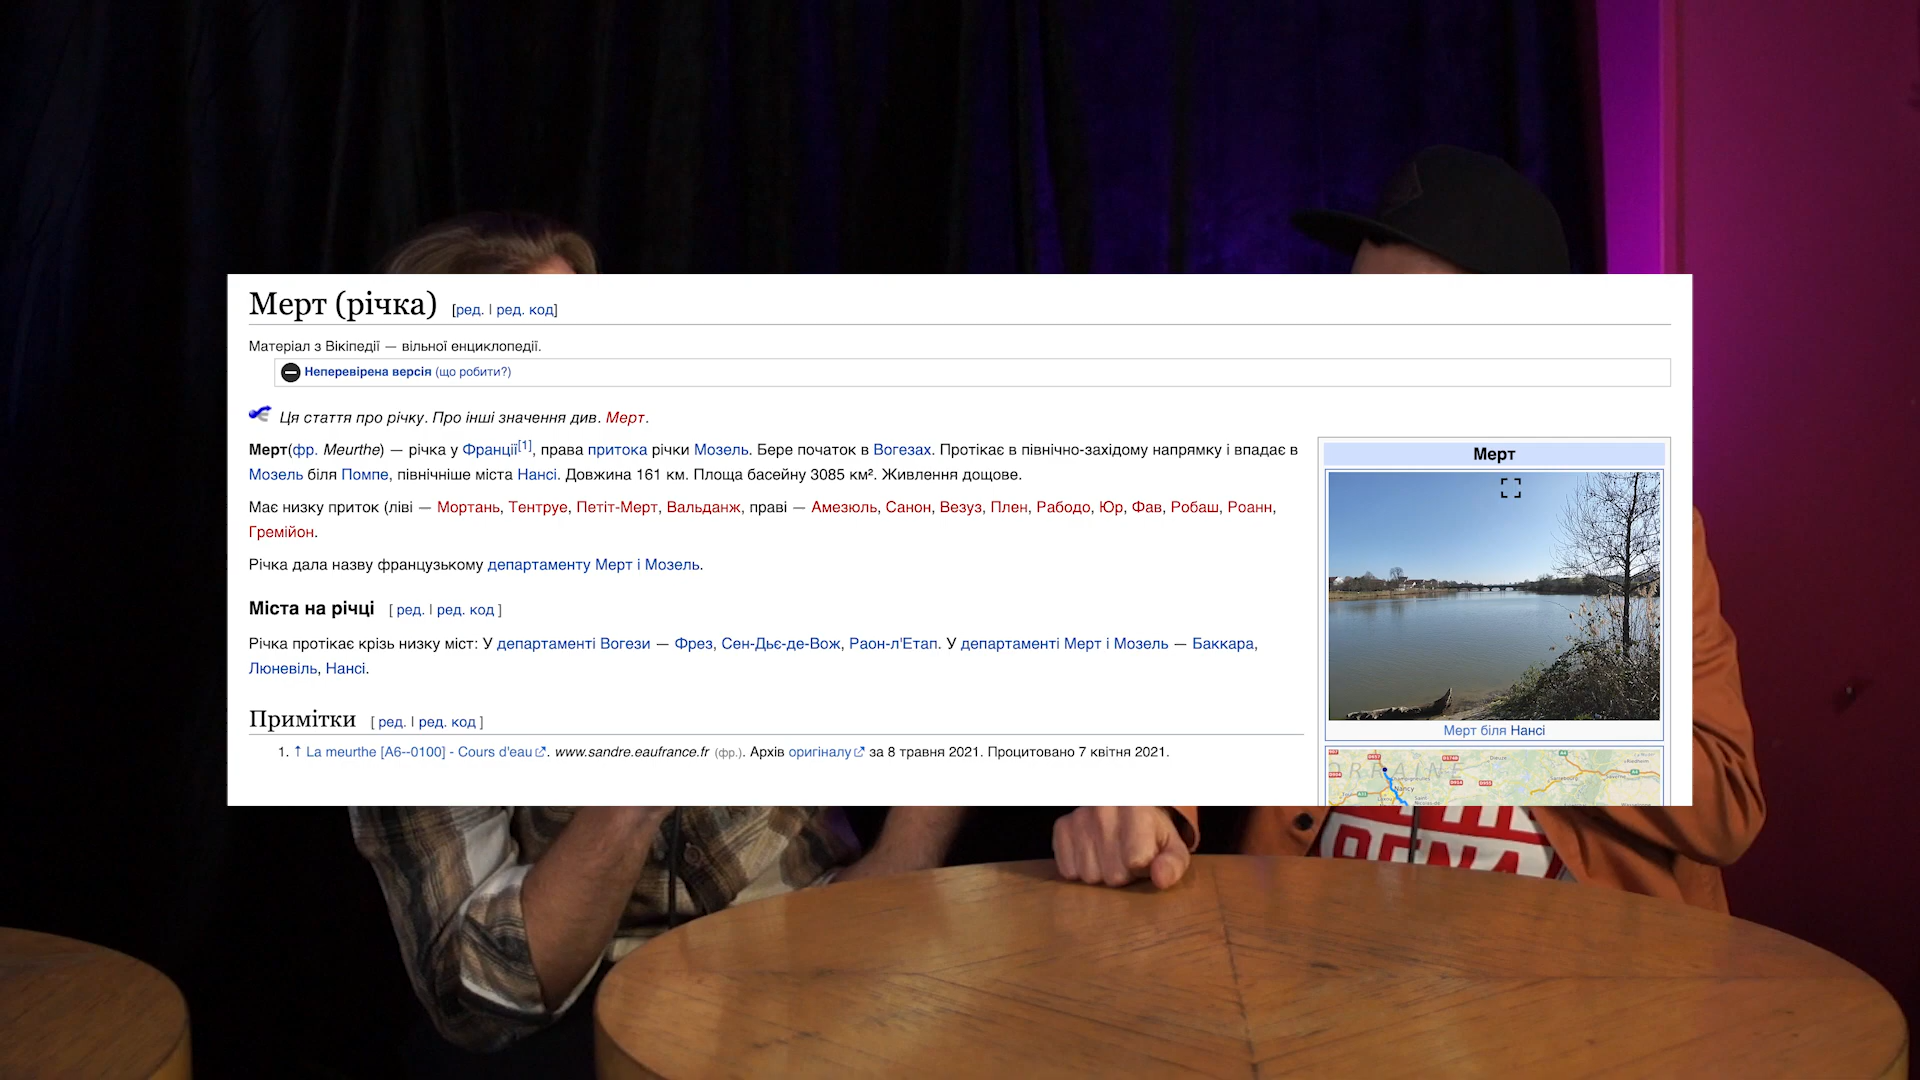 Мерт (річка) [ред. | ред. код]
Матеріал з Вікіпедії — вільної енциклопедії.
Неперевірена версія (що робити?)
Ця стаття про річку. Про інші значення див. Мерт.
Мерт(фр. Meurthe) — річка у Франції[1], права притока річки Мозель. Бере початок в Вогезах. Протікає в північно-західому напрямку і впадає в
Мозель біля Помпе, північніше міста Нансі. Довжина 161 км. Площа басейну 3085 км². Живлення дощове.
Має низку приток (ліві — Мортань, Тентруе, Петіт-Мерт, Вальданж, праві — Амезюль, Санон, Везуз, Плен, Рабодо, Юр, Фав, Робаш, Роанн,
Гремійон.
Річка дала назву французькому департаменту Мерт і Мозель.
Міста на річці [ ред. | ред. код ]
Річка протікає крізь низку міст: У департаменті Вогези — Фрез, Сен-Дьє-де-Вож, Раон-л'Етап. У департаменті Мерт і Мозель — Баккара,
Люневіль, Нансі.
Примітки [ ред. | ред. код ]
1. ↑ La meurthe [A6--0100] - Cours d'eau. www.sandre.eaufrance.fr (фр.). Архів оригіналу за 8 травня 2021. Процитовано 7 квітня 2021.
Мерт
Мерт біля Нансі
Nancy